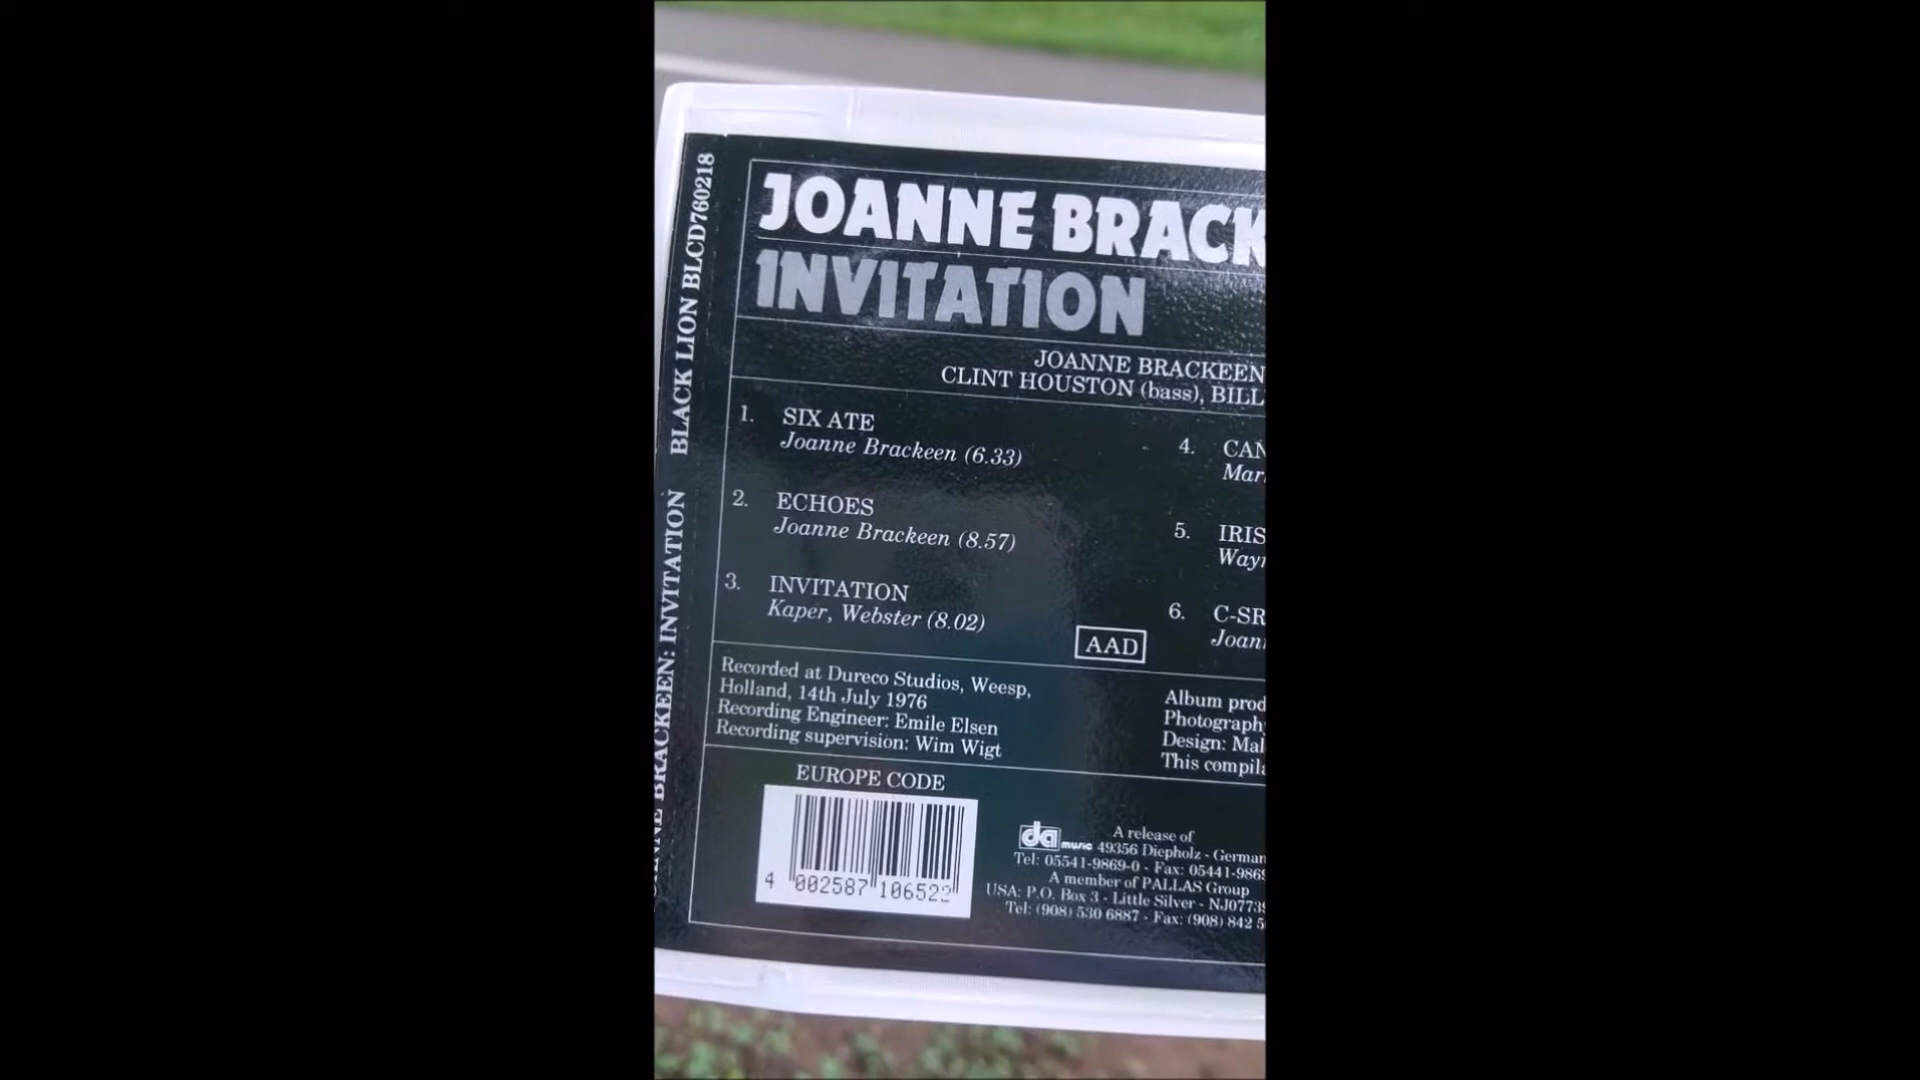 JOANNE BRACK
INVITATION
JOANNE BRACKEEN
CLINT HOUSTON (bass), BILL
1. SIX ATE
Joanne Brackeen (6.33)
2. ECHOES
Joanne Brackeen (8.57)
3. INVITATION
Kaper, Webster (8.02)
4. CAN
Mar
5. IRIS
Way
6. C-SR
Joan
AAD
Recorded at Dureco Studios, Weesp,
Holland, 14th July 1976
Recording Engineer: Emile Elsen
Recording supervision: Wim Wigt
Album prod
Photography
Design: Mal
This compila
EUROPE CODE
4 002587 106522
da music
A release of
49356 Diepholz - German
Tel: 05541-9869-0 - Fax: 05441-986
A member of PALLAS Group
USA: P.O. Box 3 - Little Silver - NJ0773
Tel: (908) 530 6887 - Fax: (908) 842 5
BRACKEEN: INVITATION BLACK LION BLCD760218